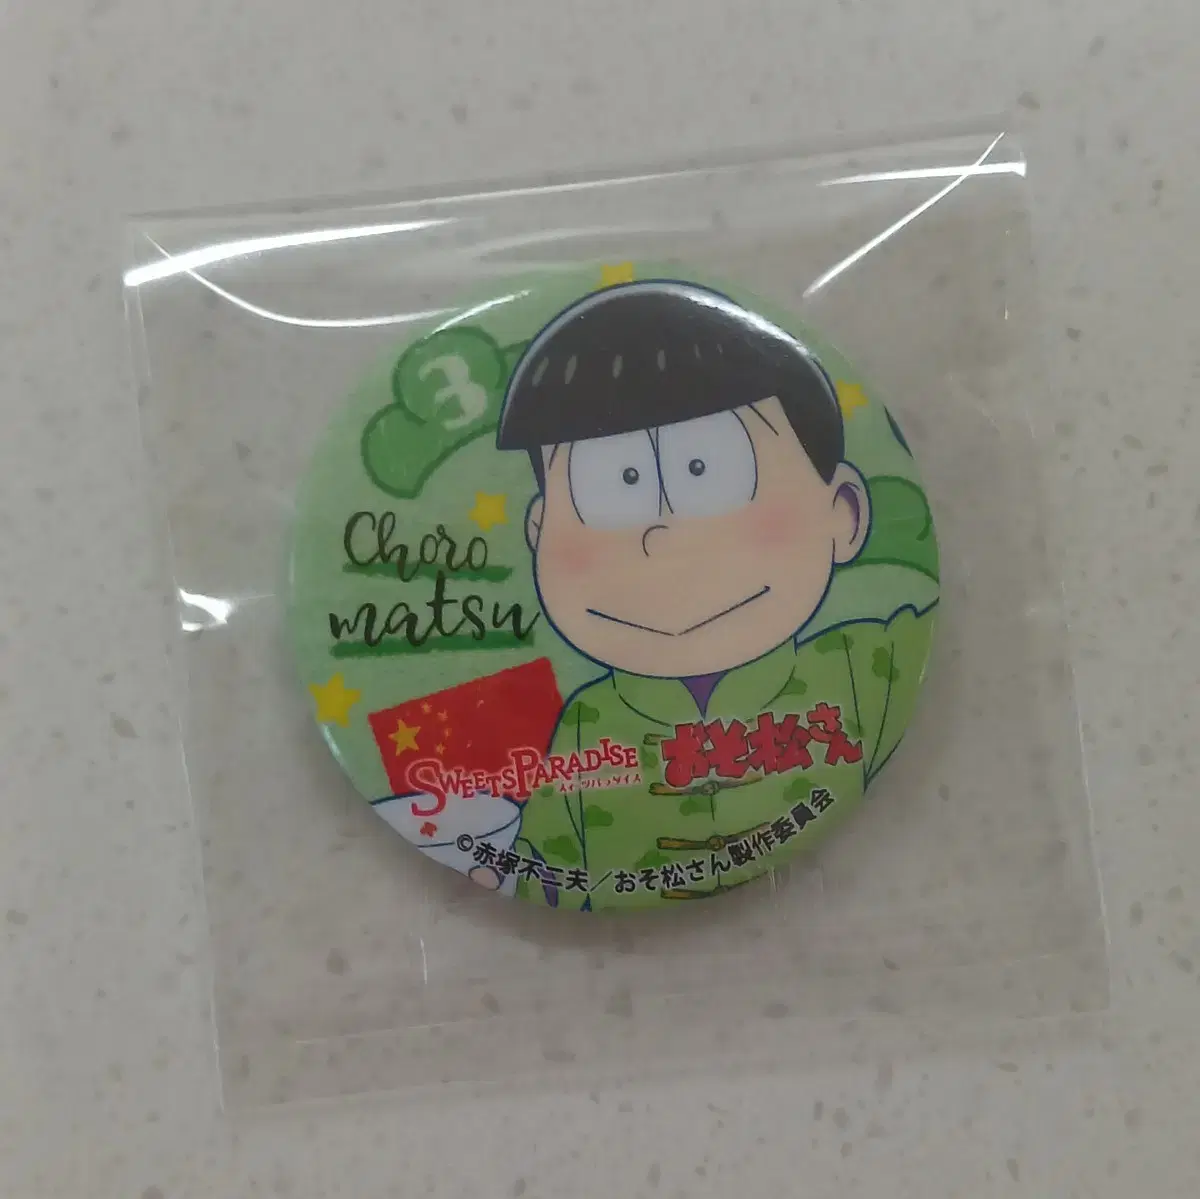 3
Choro
matsu
SWEETS PARADISE
スイーツパラダイス
おそ松さん
©赤塚不二夫／おそ松さん製作委員会